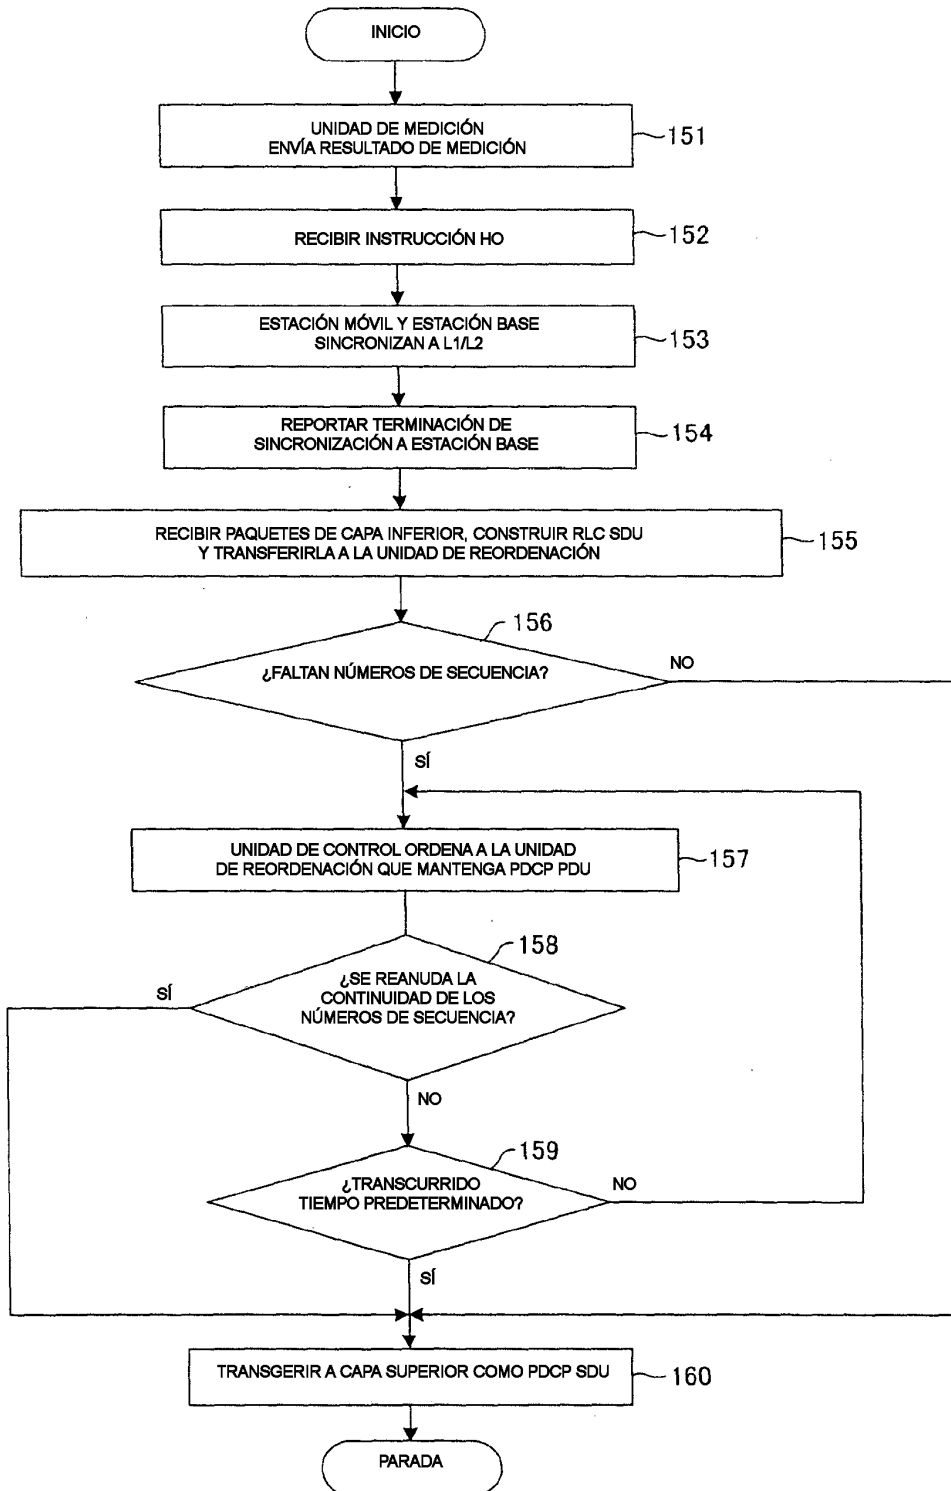 INICIO
UNIDAD DE MEDICIÓN
ENVÍA RESULTADO DE MEDICIÓN
151
RECIBIR INSTRUCCIÓN HO
152
ESTACIÓN MÓVIL Y ESTACIÓN BASE
SINCRONIZAN A L1/L2
153
REPORTAR TERMINACIÓN DE
SINCRONIZACIÓN A ESTACIÓN BASE
154
RECIBIR PAQUETES DE CAPA INFERIOR, CONSTRUIR RLC SDU
Y TRANSFERIRLA A LA UNIDAD DE REORDENACIÓN
155
156
¿FALTAN NÚMEROS DE SECUENCIA?
NO
SÍ
UNIDAD DE CONTROL ORDENA A LA UNIDAD
DE REORDENACIÓN QUE MANTENGA PDCP PDU
157
158
¿SE REANUDA LA
CONTINUIDAD DE LOS
NÚMEROS DE SECUENCIA?
SÍ
NO
159
¿TRANSCURRIDO
TIEMPO PREDETERMINADO?
NO
SÍ
TRANSGERIR A CAPA SUPERIOR COMO PDCP SDU
160
PARADA